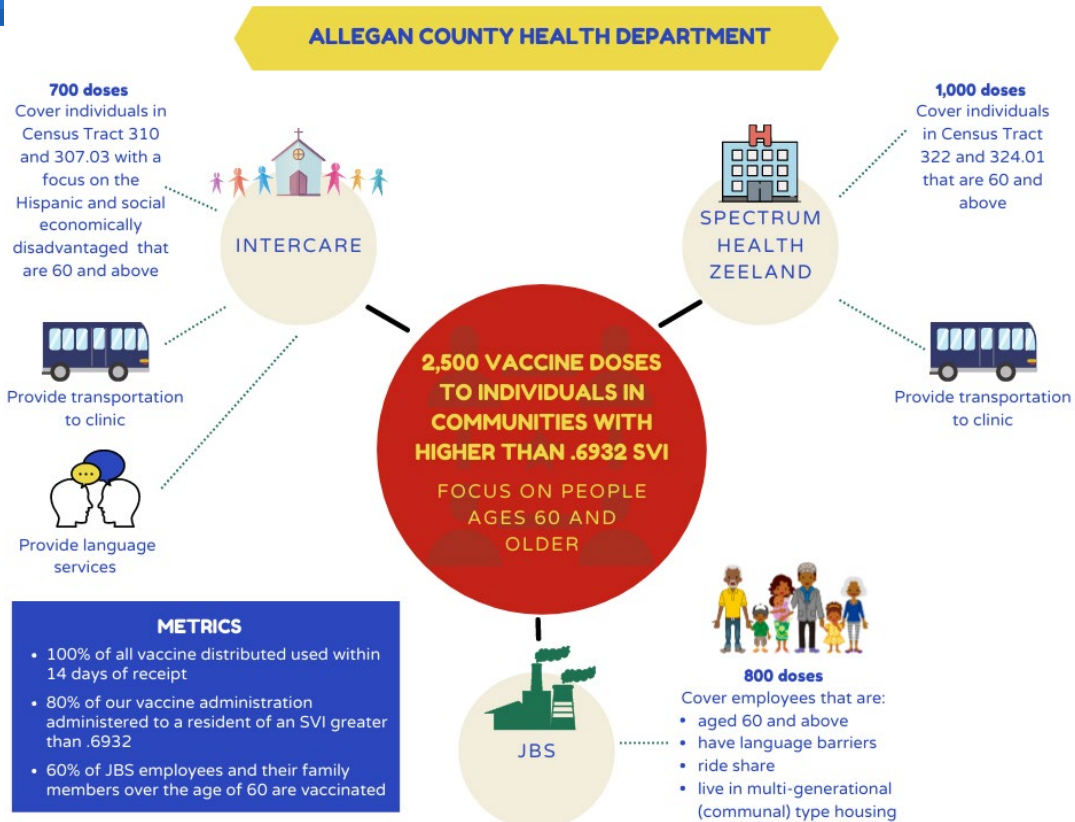 ALLEGAN COUNTY HEALTH DEPARTMENT
700 doses
Cover individuals in
Census Tract 310
and 307.03 with a
focus on the
Hispanic and social
economically
disadvantaged that
are 60 and above
INTERCARE
Provide transportation
to clinic
Provide language
services
1,000 doses
Cover individuals
in Census Tract
322 and 324.01
that are 60 and
above
H
SPECTRUM
HEALTH
ZEELAND
Provide transportation
to clinic
2,500 VACCINE DOSES
TO INDIVIDUALS IN
COMMUNITIES WITH
HIGHER THAN .6932 SVI
FOCUS ON PEOPLE
AGES 60 AND
OLDER
METRICS
• 100% of all vaccine distributed used within
14 days of receipt
• 80% of our vaccine administration
administered to a resident of an SVI greater
than .6932
• 60% of JBS employees and their family
members over the age of 60 are vaccinated
JBS
800 doses
Cover employees that are:
• aged 60 and above
• have language barriers
• ride share
• live in multi-generational
(communal) type housing